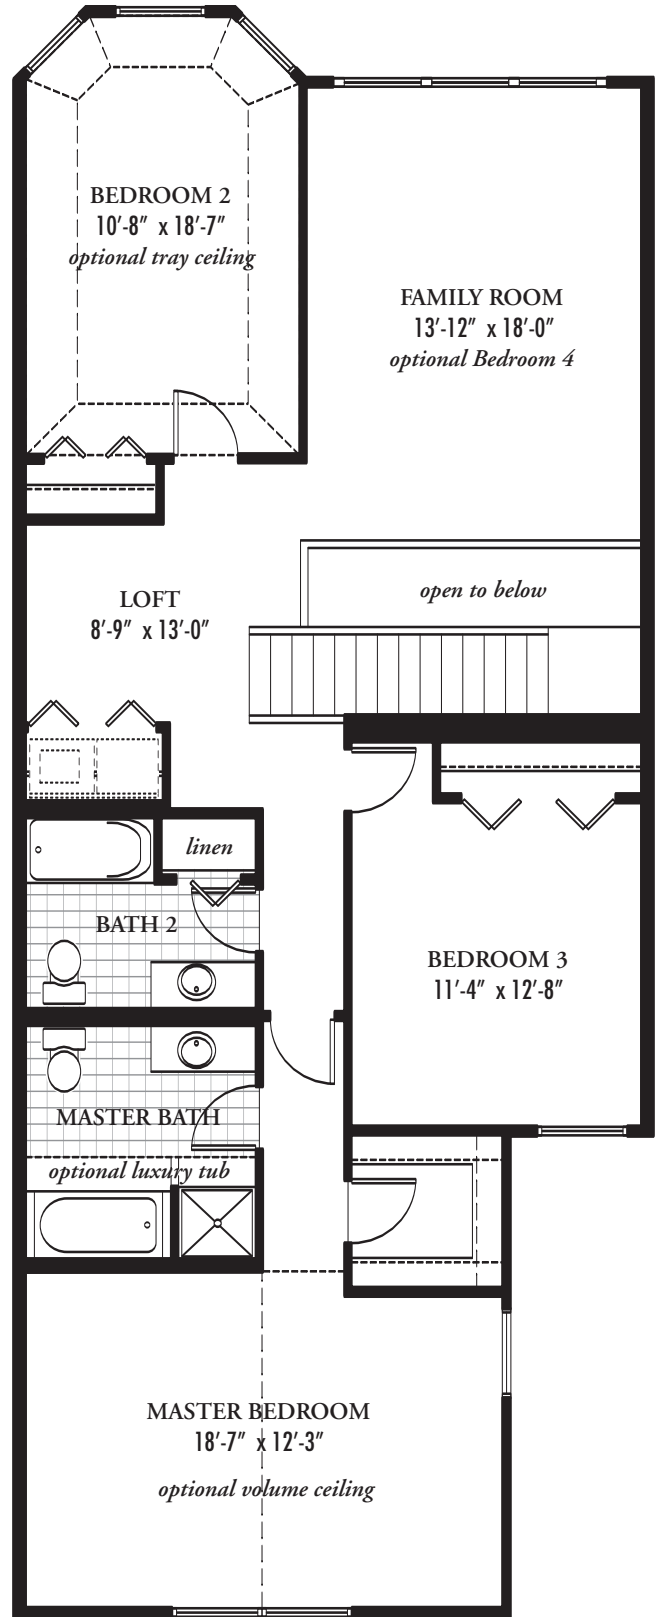 BEDROOM 2
10'-8" x 18'-7"
optional tray ceiling
FAMILY ROOM
13'-12" x 18'-0"
optional Bedroom 4
open to below
LOFT
8'-9" x 13'-0"
linen
BATH 2
BEDROOM 3
11'-4" x 12'-8"
MASTER BATH
optional luxury tub
MASTER BEDROOM
18'-7" x 12'-3"
optional volume ceiling